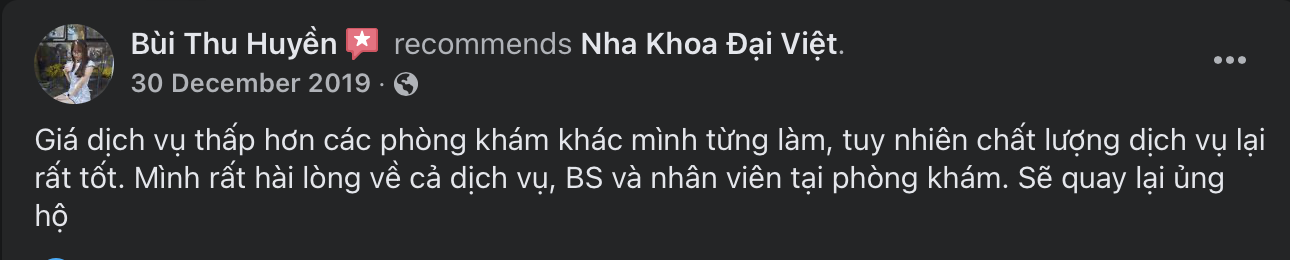 Bùi Thu Huyền recommends Nha Khoa Đại Việt.
30 December 2019 ·
Giá dịch vụ thấp hơn các phòng khám khác mình từng làm, tuy nhiên chất lượng dịch vụ lại
rất tốt. Mình rất hài lòng về cả dịch vụ, BS và nhân viên tại phòng khám. Sẽ quay lại ủng
hộ